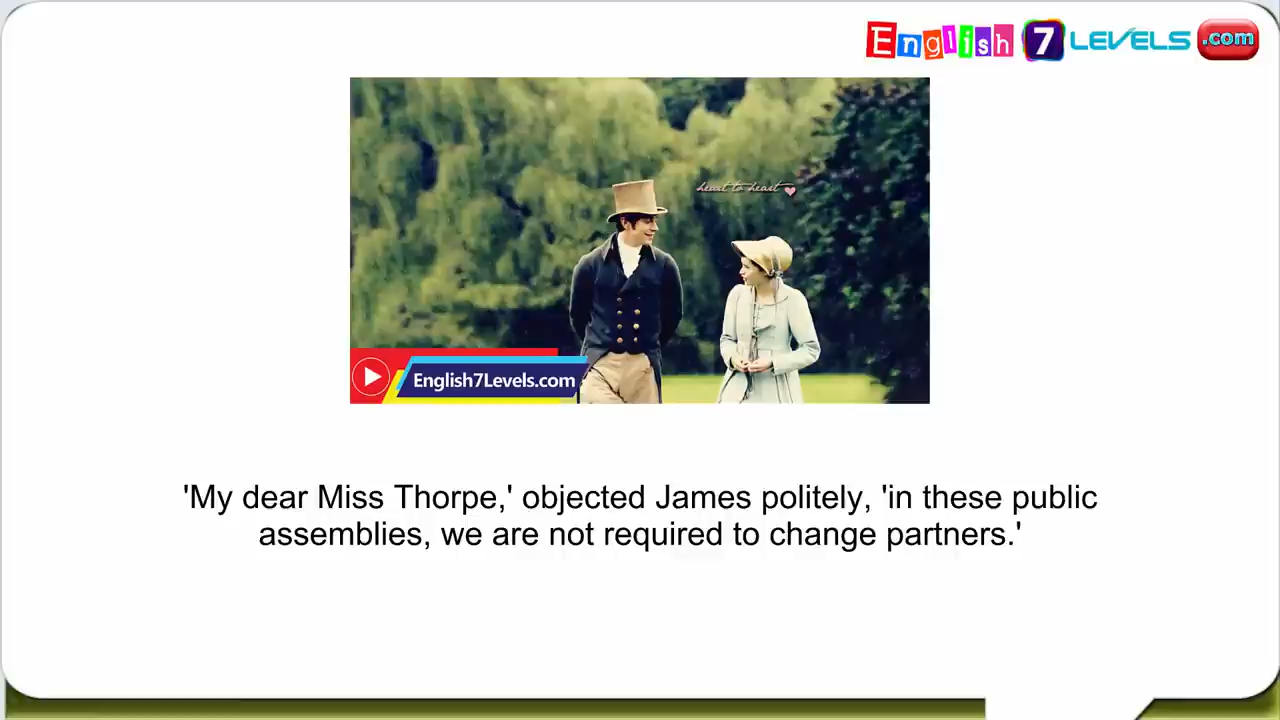 English 7 LEVELS .com
heart to heart
English7Levels.com
'My dear Miss Thorpe,' objected James politely, 'in these public
assemblies, we are not required to change partners.'